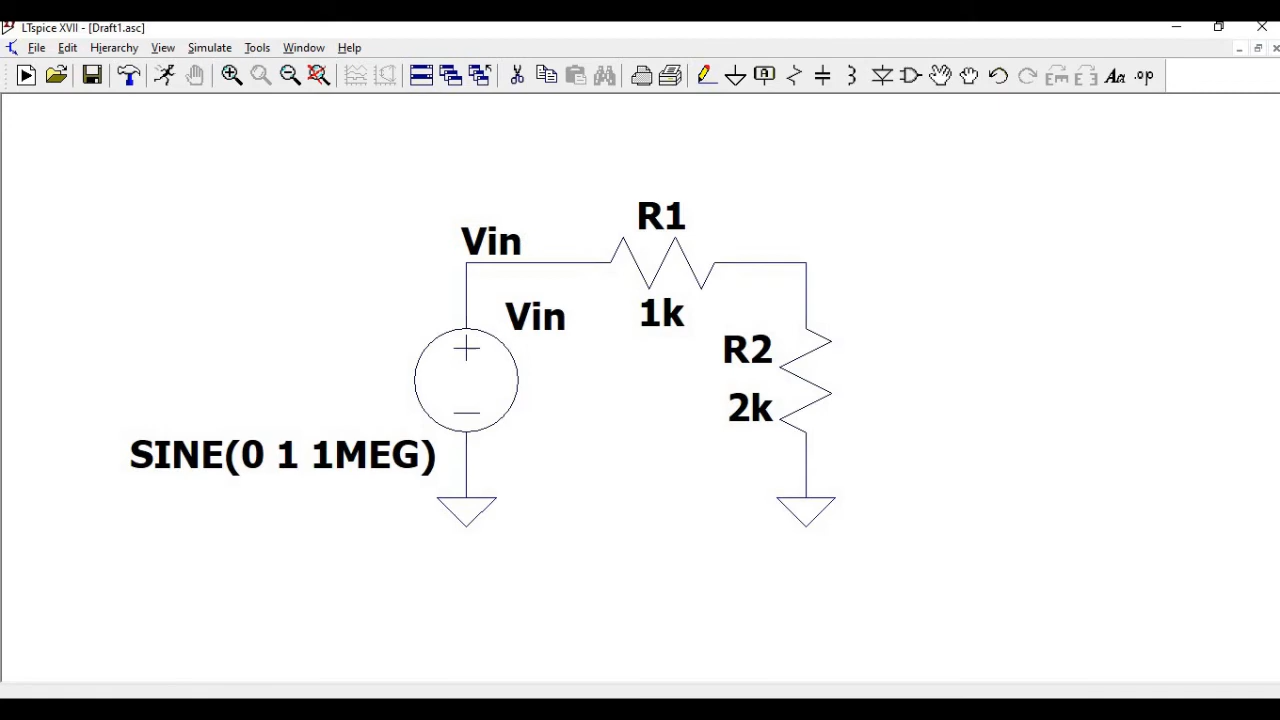 LTspice XVII - [Draft1.asc]
File Edit Hierarchy View Simulate Tools Window Help
Aa .op
R1
Vin
Vin
1k
R2
2k
SINE(0 1 1MEG)